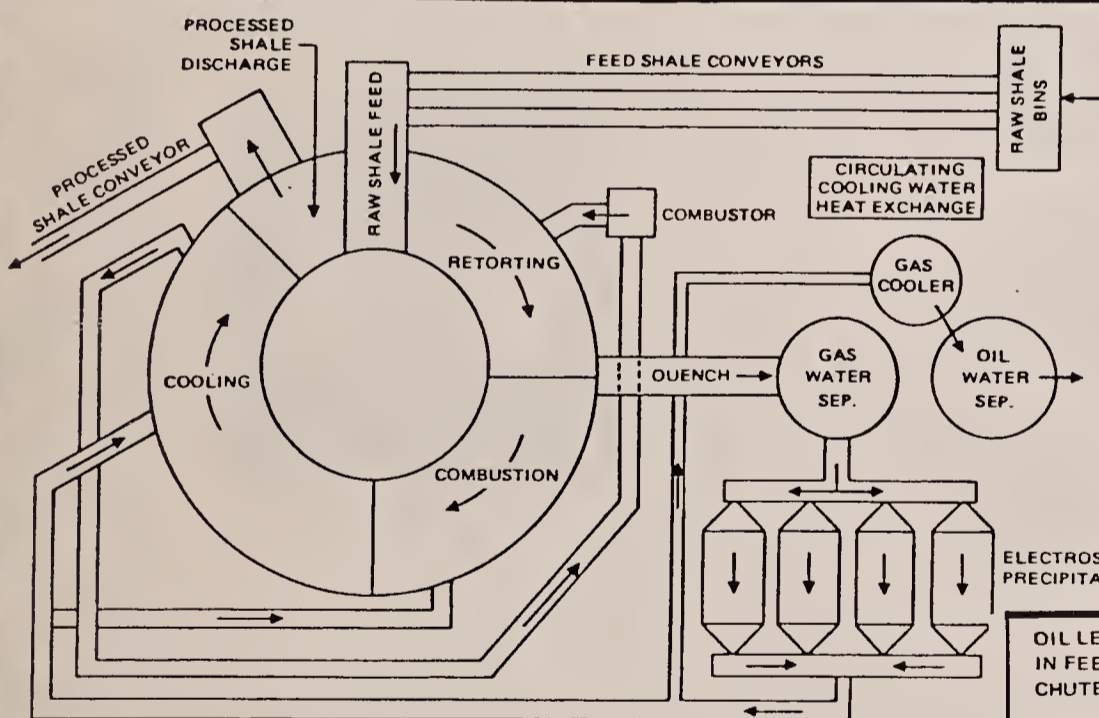 PROCESSED
SHALE
DISCHARGE
PROCESSED
SHALE CONVEYOR
RAW SHALE FEED
FEED SHALE CONVEYORS
RAW SHALE
BINS
CIRCULATING
COOLING WATER
HEAT EXCHANGE
COMBUSTOR
RETORTING
GAS
COOLER
COOLING
QUENCH
GAS
WATER
SEP.
OIL
WATER
SEP.
COMBUSTION
ELECTROS
PRECIPITA
OIL LE
IN FEE
CHUTE